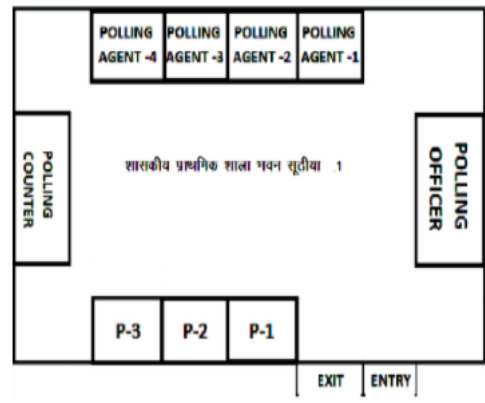 POLLING AGENT -4
POLLING AGENT -3
POLLING AGENT -2
POLLING AGENT -1
POLLING COUNTER
शासकीय प्राथमिक शाला भवन सूठीया .1
POLLING OFFICER
P-3
P-2
P-1
EXIT
ENTRY